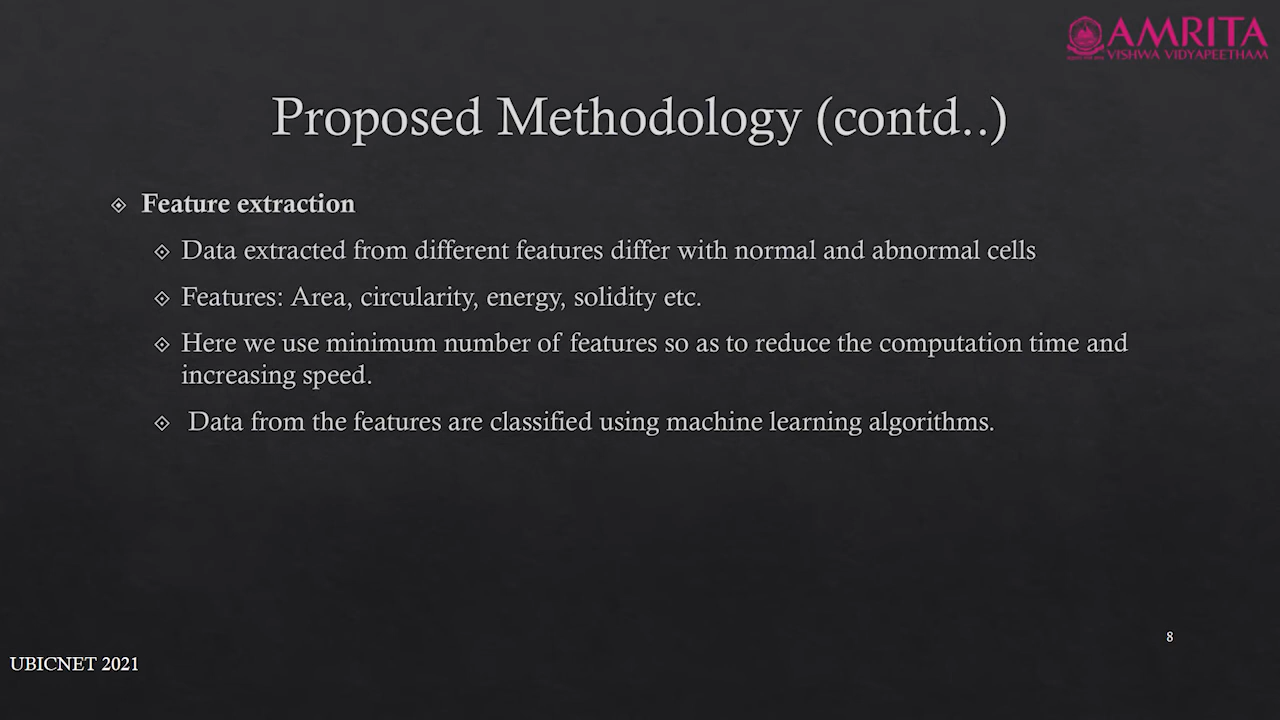 AMRITA
VISHWA VIDYAPEETHAM
Proposed Methodology (contd..)
Feature extraction
Data extracted from different features differ with normal and abnormal cells
Features: Area, circularity, energy, solidity etc.
Here we use minimum number of features so as to reduce the computation time and
increasing speed.
Data from the features are classified using machine learning algorithms.
8
UBICNET 2021